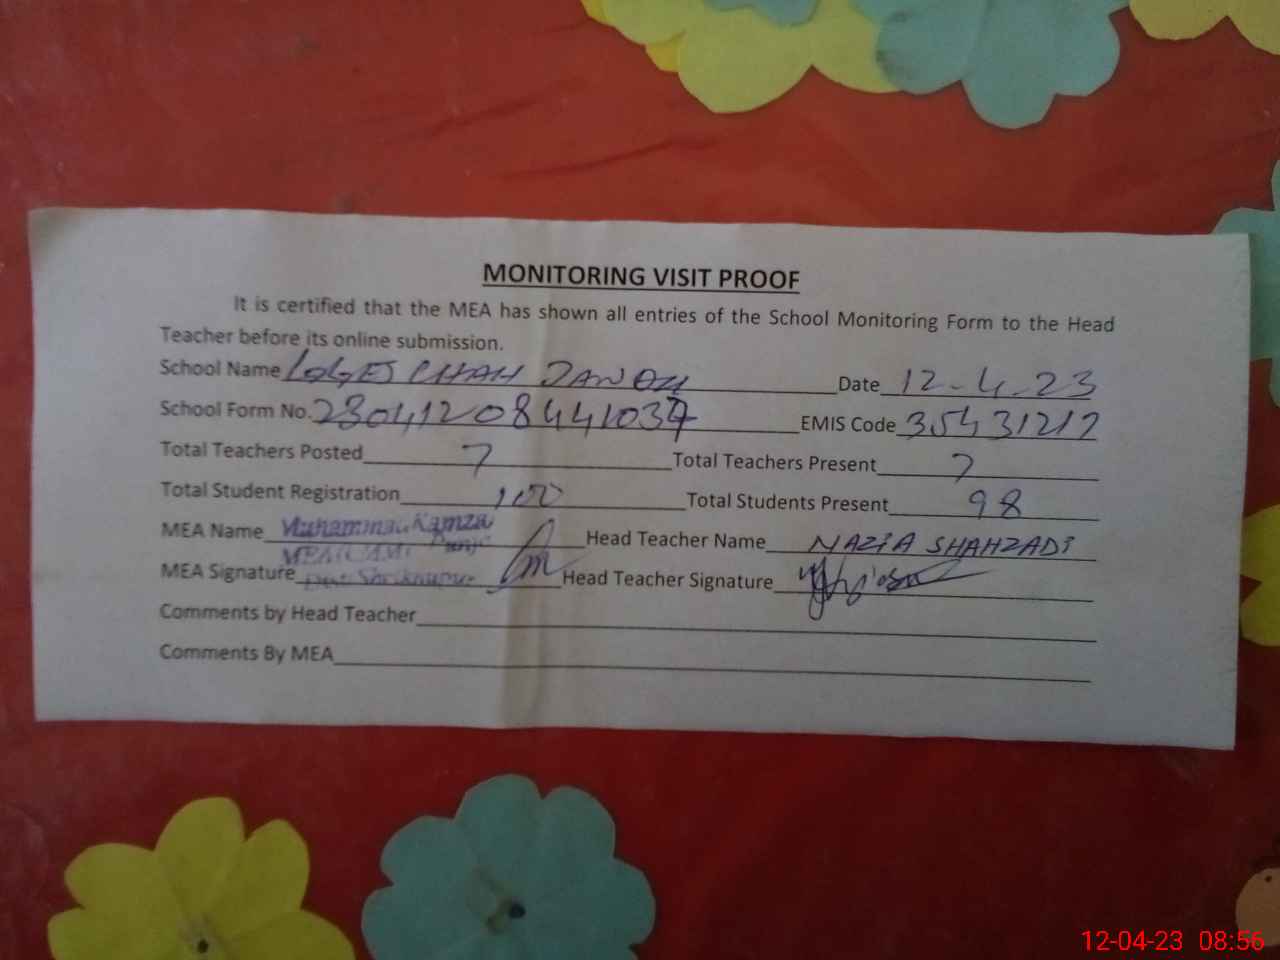 MONITORING VISIT PROOF
It is certified that the MEA has shown all entries of the School Monitoring Form to the Head
Teacher before its online submission.
School Name CHAH Date 12-4-23
School Form No. EMIS Code 35431212
Total Teachers Posted 7 Total Teachers Present 7
Total Student Registration 100 Total Students Present 98
MEA Name Muhammad Hamza Head Teacher Name NAZIA SHAHZADI
MEA Signature Head Teacher Signature
Comments by Head Teacher
Comments By MEA
12-04-23 08:56